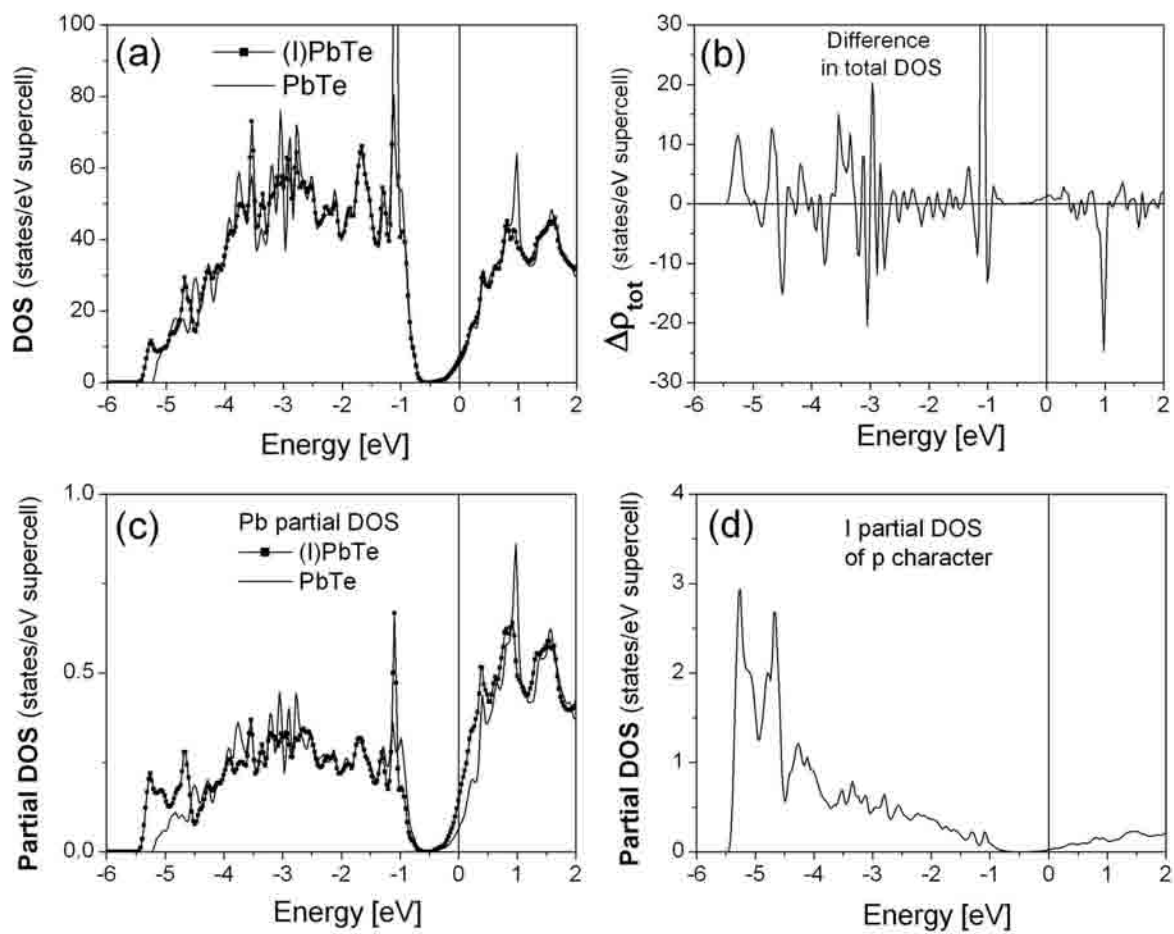 (a)
(I)PbTe
PbTe
DOS (states/eV supercell)
100
80
60
40
20
0
-6 -5 -4 -3 -2 -1 0 1 2
Energy [eV]
(b)
Difference
in total DOS
Δρtot (states/eV supercell)
30
20
10
0
-10
-20
-30
-6 -5 -4 -3 -2 -1 0 1 2
Energy [eV]
(c)
Pb partial DOS
(I)PbTe
PbTe
Partial DOS (states/eV supercell)
1.0
0.5
0.0
-6 -5 -4 -3 -2 -1 0 1 2
Energy [eV]
(d)
I partial DOS
of p character
Partial DOS (states/eV supercell)
4
3
2
1
0
-6 -5 -4 -3 -2 -1 0 1 2
Energy [eV]